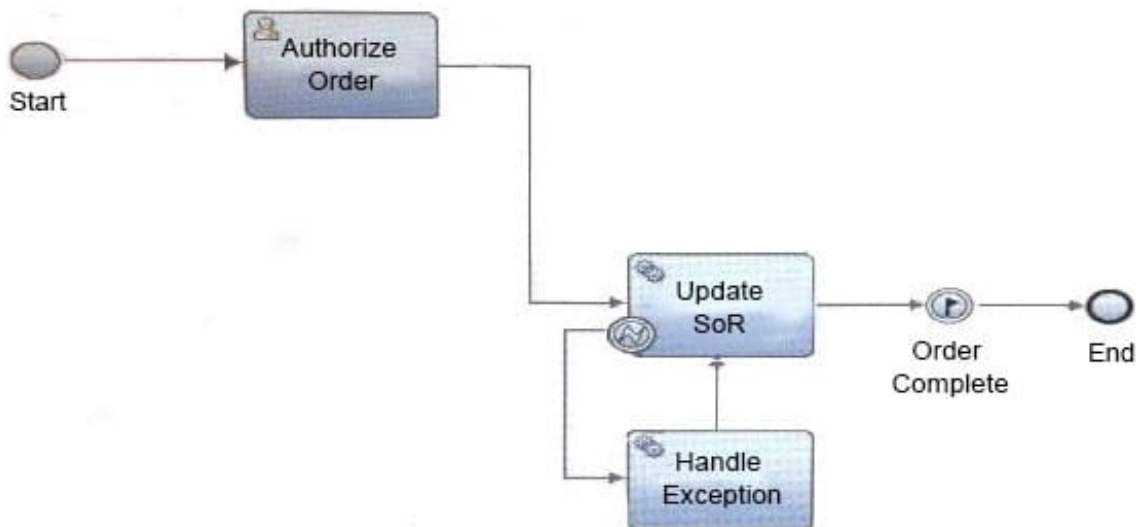 Authorize
Order
Start
Update
SoR
Order
Complete
End
Handle
Exception